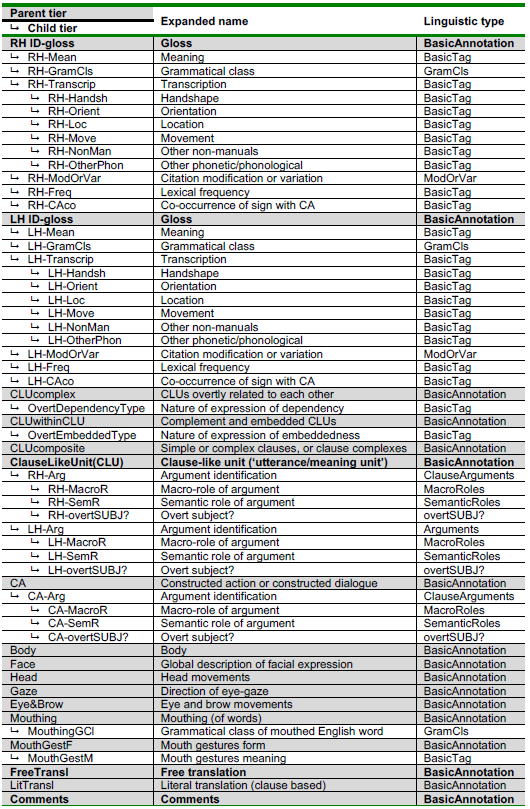 Parent tier Expanded name Linguistic type
↳ Child tier
RH ID-gloss Gloss BasicAnnotation
↳ RH-Mean Meaning BasicTag
↳ RH-GramCls Grammatical class GramCls
↳ RH-Transcrip Transcription BasicTag
↳ RH-Handsh Handshape BasicTag
↳ RH-Orient Orientation BasicTag
↳ RH-Loc Location BasicTag
↳ RH-Move Movement BasicTag
↳ RH-NonMan Other non-manuals BasicTag
↳ RH-OtherPhon Other phonetic/phonological BasicTag
↳ RH-ModOrVar Citation modification or variation ModOrVar
↳ RH-Freq Lexical frequency BasicTag
↳ RH-CAco Co-occurrence of sign with CA BasicTag
LH ID-gloss Gloss BasicAnnotation
↳ LH-Mean Meaning BasicTag
↳ LH-GramCls Grammatical class GramCls
↳ LH-Transcrip Transcription BasicTag
↳ LH-Handsh Handshape BasicTag
↳ LH-Orient Orientation BasicTag
↳ LH-Loc Location BasicTag
↳ LH-Move Movement BasicTag
↳ LH-NonMan Other non-manuals BasicTag
↳ LH-OtherPhon Other phonetic/phonological BasicTag
↳ LH-ModOrVar Citation modification or variation ModOrVar
↳ LH-Freq Lexical frequency BasicTag
↳ LH-CAco Co-occurrence of sign with CA BasicTag
CLUcomplex CLUs overtly related to each other BasicAnnotation
↳ OvertDependencyType Nature of expression of dependency BasicTag
CLUwithinCLU Complement and embedded CLUs BasicAnnotation
↳ OvertEmbeddedType Nature of expression of embeddedness BasicTag
CLUcomposite Simple or complex clauses, or clause complexes BasicAnnotation
ClauseLikeUnit(CLU) Clause-like unit (‘utterance/meaning unit’) BasicAnnotation
↳ RH-Arg Argument identification ClauseArguments
↳ RH-MacroR Macro-role of argument MacroRoles
↳ RH-SemR Semantic role of argument SemanticRoles
↳ RH-overtSUBJ? Overt subject? overtSUBJ?
↳ LH-Arg Argument identification Arguments
↳ LH-MacroR Macro-role of argument MacroRoles
↳ LH-SemR Semantic role of argument SemanticRoles
↳ LH-overtSUBJ? Overt subject? overtSUBJ?
CA Constructed action or constructed dialogue BasicAnnotation
↳ CA-Arg Argument identification ClauseArguments
↳ CA-MacroR Macro-role of argument MacroRoles
↳ CA-SemR Semantic role of argument SemanticRoles
↳ CA-overtSUBJ? Overt subject? overtSUBJ?
Body Body BasicAnnotation
Face Global description of facial expression BasicAnnotation
Head Head movements BasicAnnotation
Gaze Direction of eye-gaze BasicAnnotation
Eye&Brow Eye and brow movements BasicAnnotation
Mouthing Mouthing (of words) BasicAnnotation
↳ MouthingGCl Grammatical class of mouthed English word GramCls
MouthGestF Mouth gestures form BasicAnnotation
↳ MouthGestM Mouth gestures meaning BasicTag
FreeTransl Free translation BasicAnnotation
LitTransl Literal translation (clause based) BasicAnnotation
Comments Comments BasicAnnotation